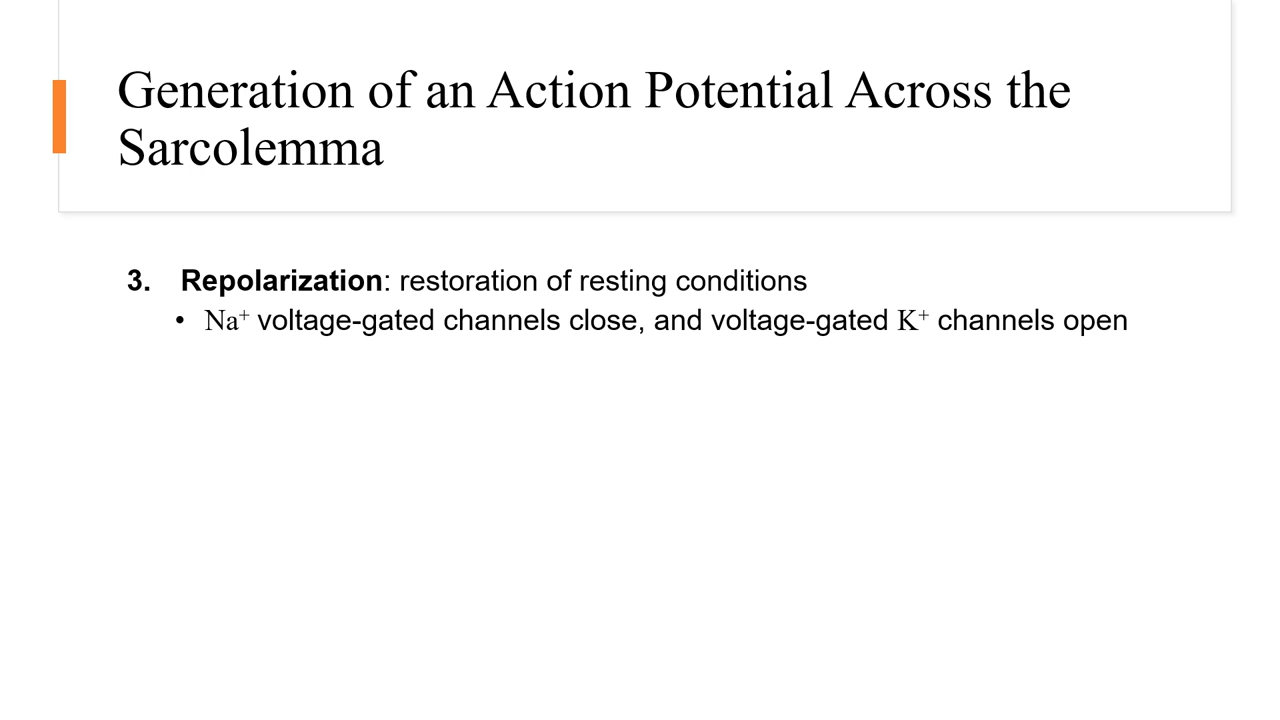 Generation of an Action Potential Across the
Sarcolemma
3. Repolarization: restoration of resting conditions
• Na⁺ voltage-gated channels close, and voltage-gated K⁺ channels open